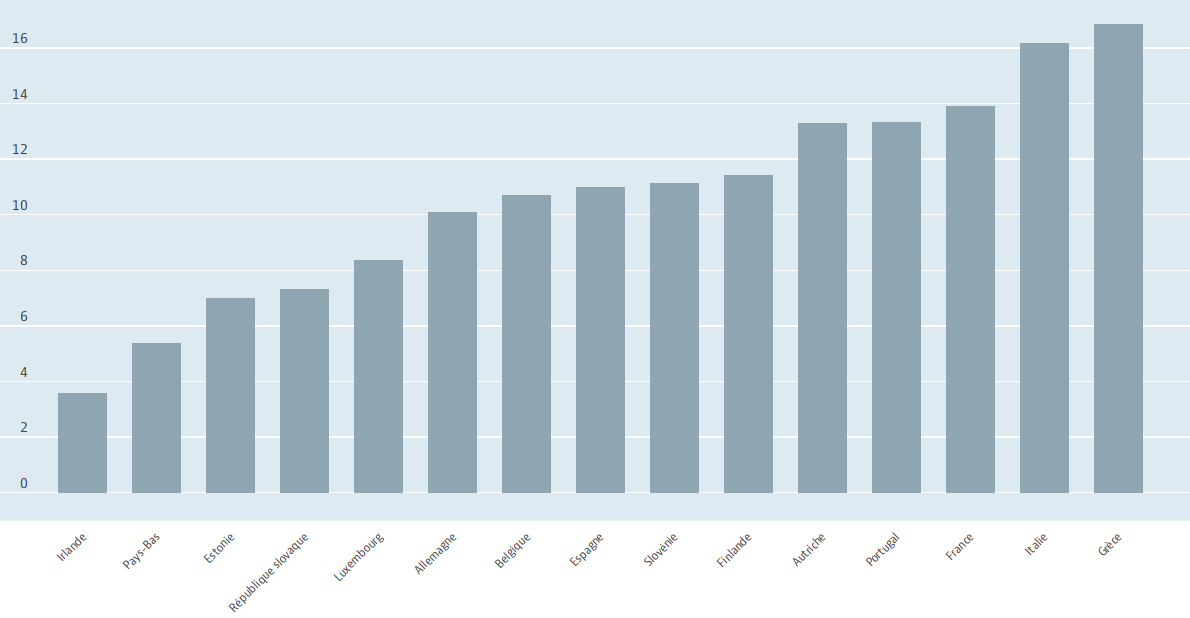 16
14
12
10
8
6
4
2
0
Irlande
Pays-Bas
Estonie
République slovaque
Luxembourg
Allemagne
Belgique
Espagne
Slovénie
Finlande
Autriche
Portugal
France
Italie
Grèce